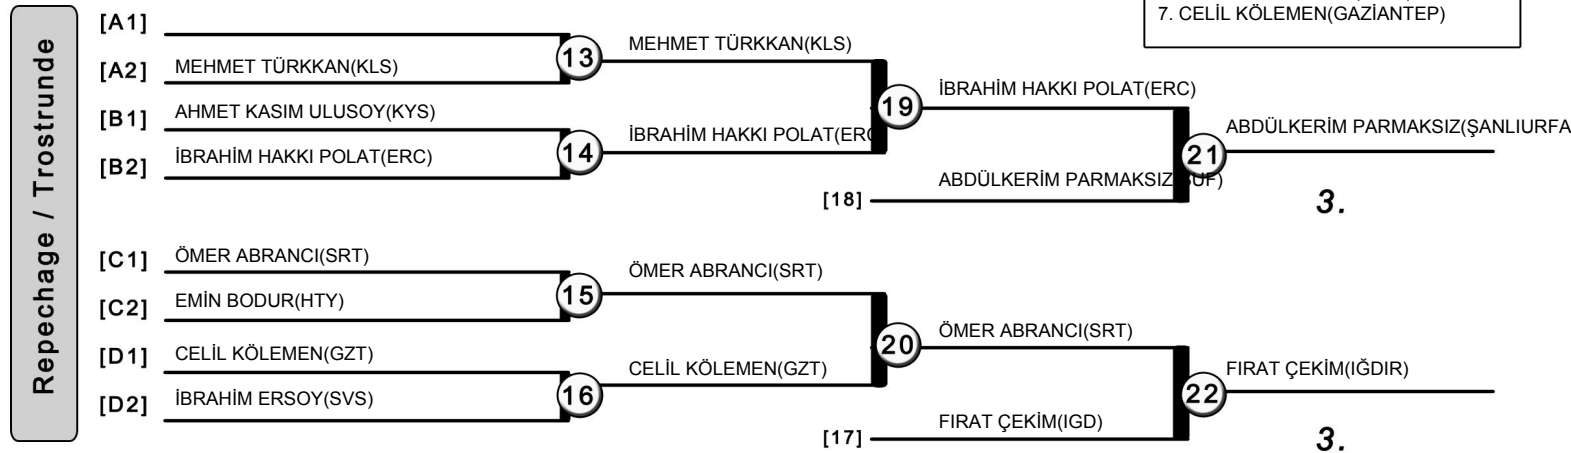 7. CELİL KÖLEMEN(GAZİANTEP)
Repechage / Trostrunde
[A1]
[A2] MEHMET TÜRKKAN(KLS)
13
MEHMET TÜRKKAN(KLS)
[B1] AHMET KASIM ULUSOY(KYS)
[B2] İBRAHİM HAKKI POLAT(ERC)
14
İBRAHİM HAKKI POLAT(ERC
19
İBRAHİM HAKKI POLAT(ERC)
[18] ABDÜLKERİM PARMAKSIZ(SUF)
21
ABDÜLKERİM PARMAKSIZ(ŞANLIURFA
3.
[C1] ÖMER ABRANCI(SRT)
[C2] EMİN BODUR(HTY)
15
ÖMER ABRANCI(SRT)
[D1] CELİL KÖLEMEN(GZT)
[D2] İBRAHİM ERSOY(SVS)
16
CELİL KÖLEMEN(GZT)
20
ÖMER ABRANCI(SRT)
[17] FIRAT ÇEKİM(IGD)
22
FIRAT ÇEKİM(IĞDIR)
3.